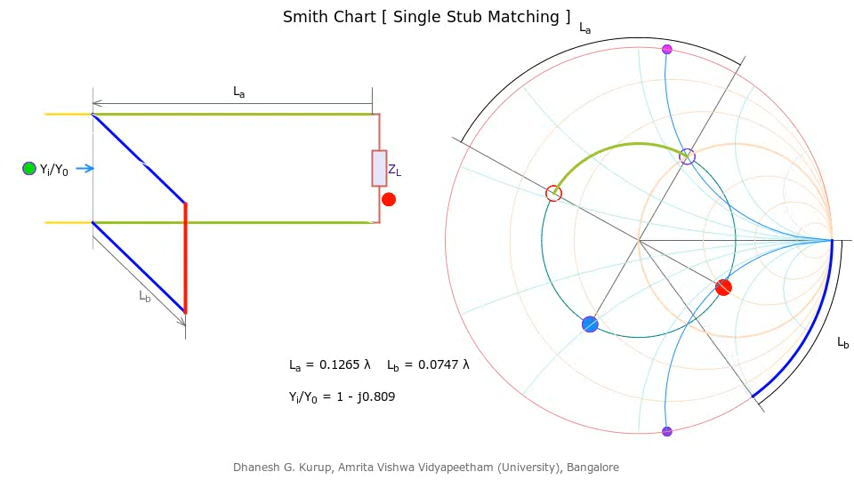 Smith Chart [ Single Stub Matching ]
La
La
Yi/Y0
ZL
Lb
Lb
La = 0.1265 λ Lb = 0.0747 λ
Yi/Y0 = 1 - j0.809
Dhanesh G. Kurup, Amrita Vishwa Vidyapeetham (University), Bangalore